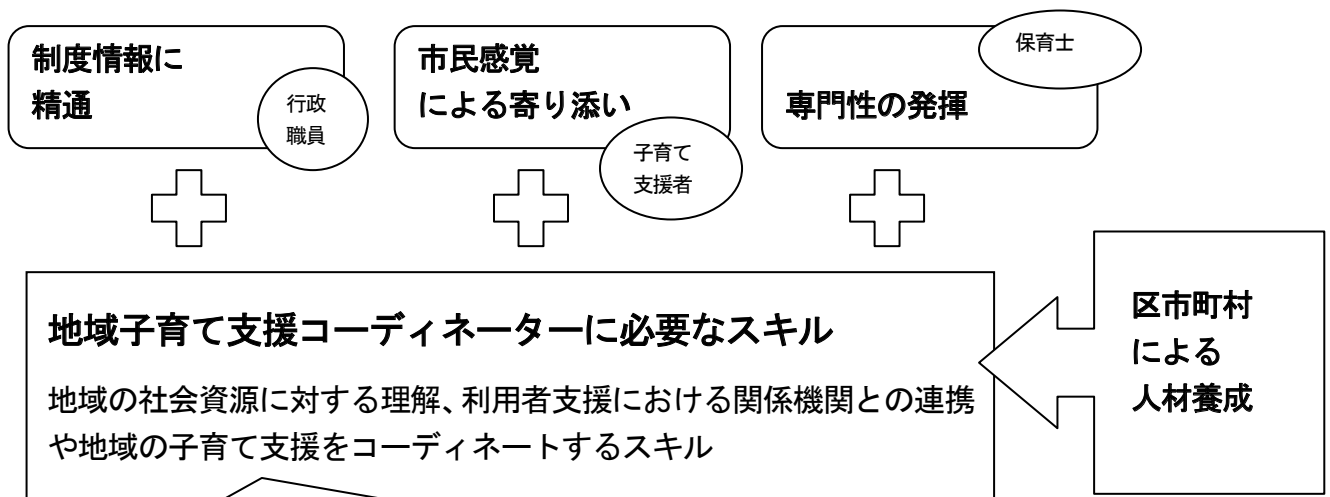 制度情報に
精通
行政
職員
市民感覚
による寄り添い
子育て
支援者
保育士
専門性の発揮
地域子育て支援コーディネーターに必要なスキル
地域の社会資源に対する理解、利用者支援における関係機関との連携
や地域の子育て支援をコーディネートするスキル
区市町村
による
人材養成